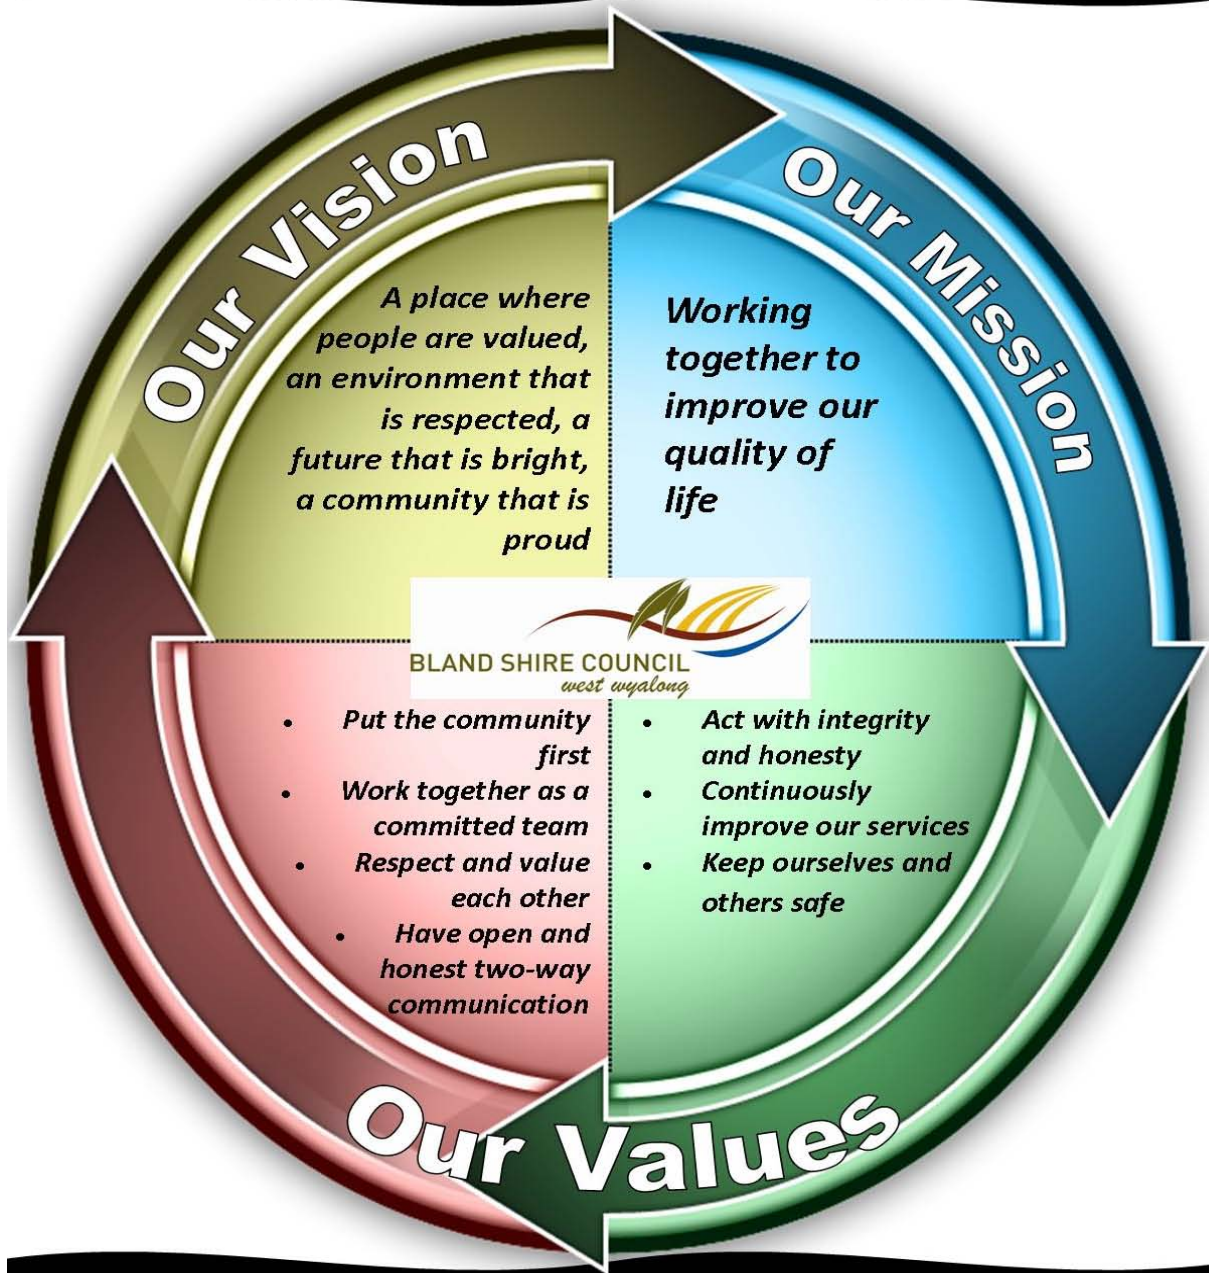 Our Vision
A place where
people are valued,
an environment that
is respected, a
future that is bright,
a community that is
proud
Our Mission
Working
together to
improve our
quality of
life
BLAND SHIRE COUNCIL
west wyalong
• Put the community
first
• Work together as a
committed team
• Respect and value
each other
• Have open and
honest two-way
communication
• Act with integrity
and honesty
• Continuously
improve our services
• Keep ourselves and
others safe
Our Values